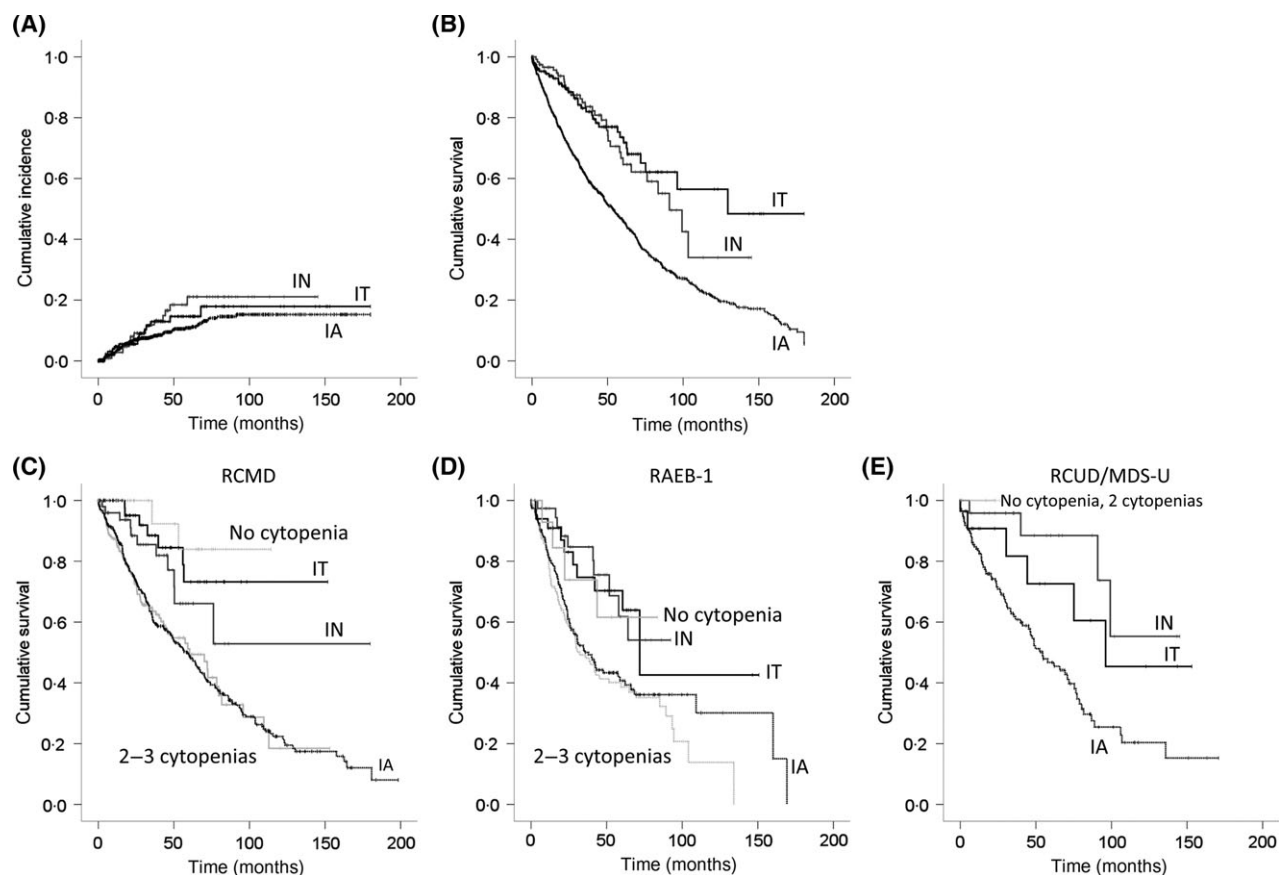 (A)
1·0
0·8
0·6
0·4
0·2
0·0
Cumulative incidence
IN
IT
IA
0
50
100
150
200
Time (months)
(B)
1·0
0·8
0·6
0·4
0·2
0·0
Cumulative survival
IT
IN
IA
0
50
100
150
200
Time (months)
(C)
RCMD
1·0
0·8
0·6
0·4
0·2
0·0
Cumulative survival
No cytopenia
IT
IN
2–3 cytopenias
IA
0
50
100
150
200
Time (months)
(D)
RAEB-1
1·0
0·8
0·6
0·4
0·2
0·0
Cumulative survival
No cytopenia
IN
IT
2–3 cytopenias
IA
0
50
100
150
200
Time (months)
(E)
RCUD/MDS-U
1·0
0·8
0·6
0·4
0·2
0·0
Cumulative survival
No cytopenia, 2 cytopenias
IN
IT
IA
0
50
100
150
200
Time (months)